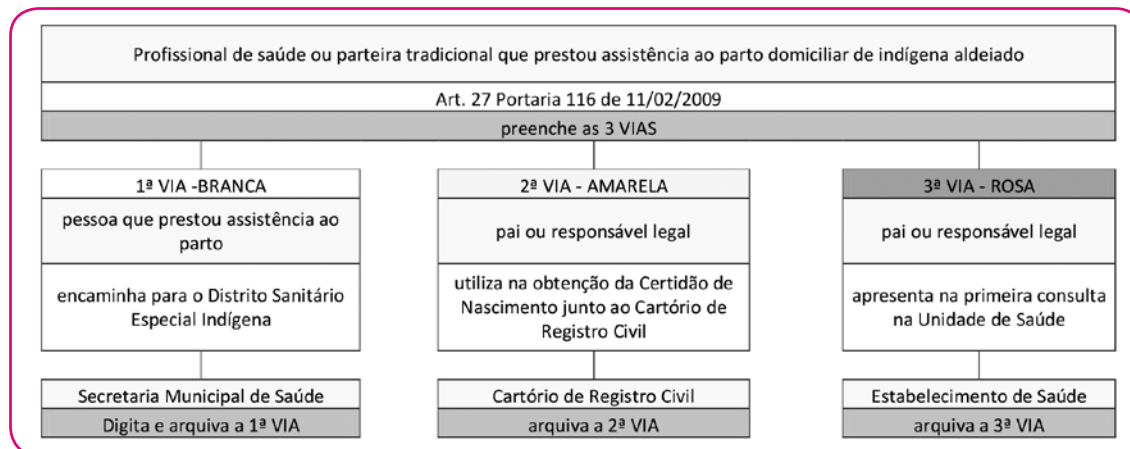 Profissional de saúde ou parteira tradicional que prestou assistência ao parto domiciliar de indígena aldeiado
Art. 27 Portaria 116 de 11/02/2009
preenche as 3 VIAS
1ª VIA -BRANCA
pessoa que prestou assistência ao
parto
encaminha para o Distrito Sanitário
Especial Indígena
Secretaria Municipal de Saúde
Digita e arquiva a 1ª VIA
2ª VIA - AMARELA
pai ou responsável legal
utiliza na obtenção da Certidão de
Nascimento junto ao Cartório de
Registro Civil
Cartório de Registro Civil
arquiva a 2ª VIA
3ª VIA - ROSA
pai ou responsável legal
apresenta na primeira consulta
na Unidade de Saúde
Estabelecimento de Saúde
arquiva a 3ª VIA